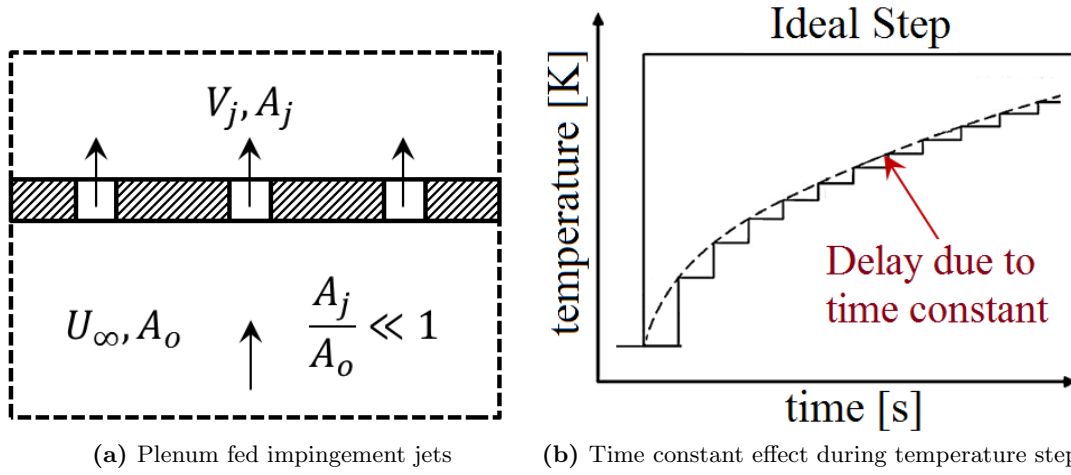 V_j, A_j
U_∞, A_o
A_j/A_o ≪ 1
(a) Plenum fed impingement jets
Ideal Step
temperature [K]
Delay due to
time constant
time [s]
(b) Time constant effect during temperature step